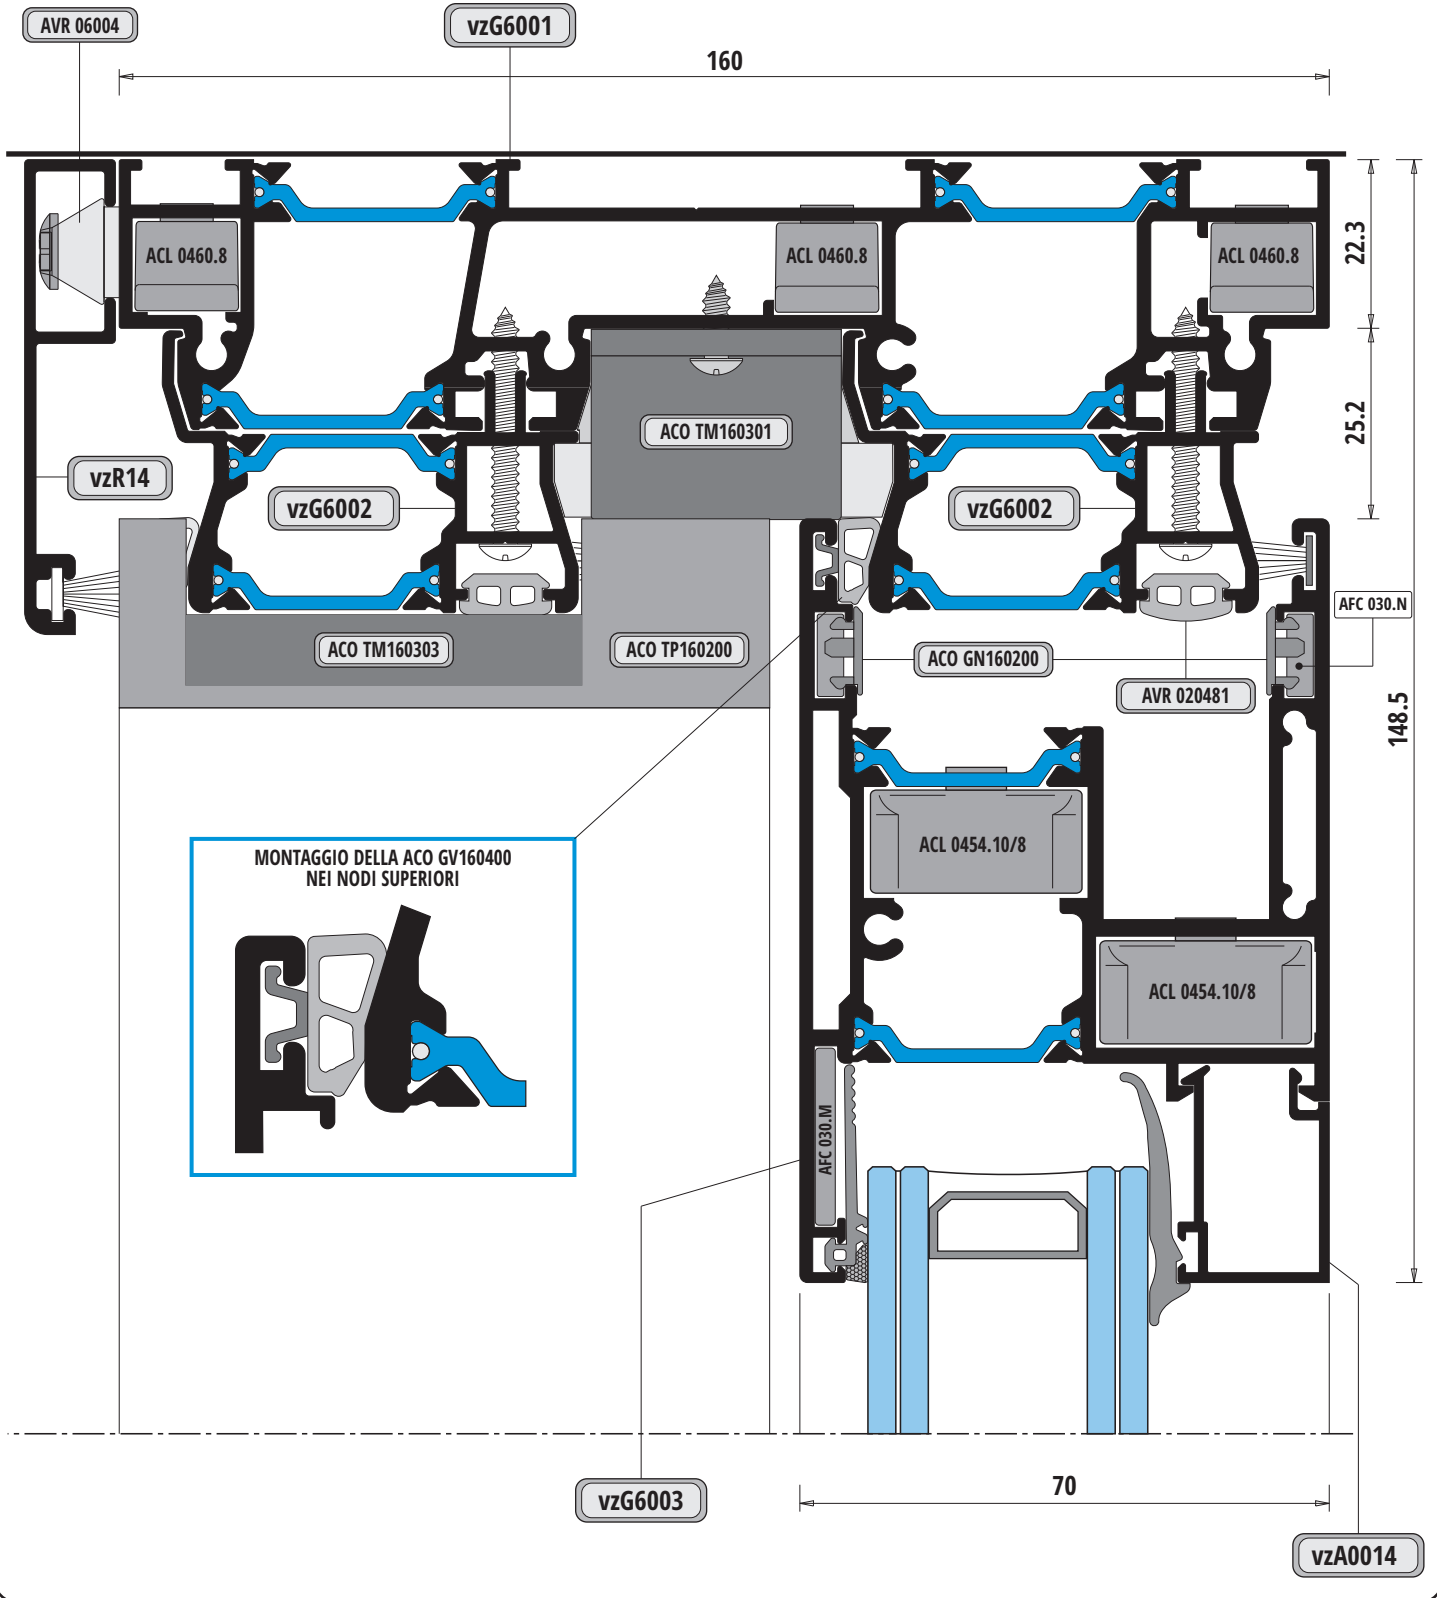 AVR 06004
vzG6001
160
ACL 0460.8
ACL 0460.8
ACL 0460.8
22.3
25.2
ACO TM160301
vzR14
vzG6002
vzG6002
AFC 030.N
ACO TM160303
ACO TP160200
ACO GN160200
AVR 020481
148.5
ACL 0454.10/8
MONTAGGIO DELLA ACO GV160400
NEI NODI SUPERIORI
ACL 0454.10/8
AFC 030.M
70
vzG6003
vzA0014